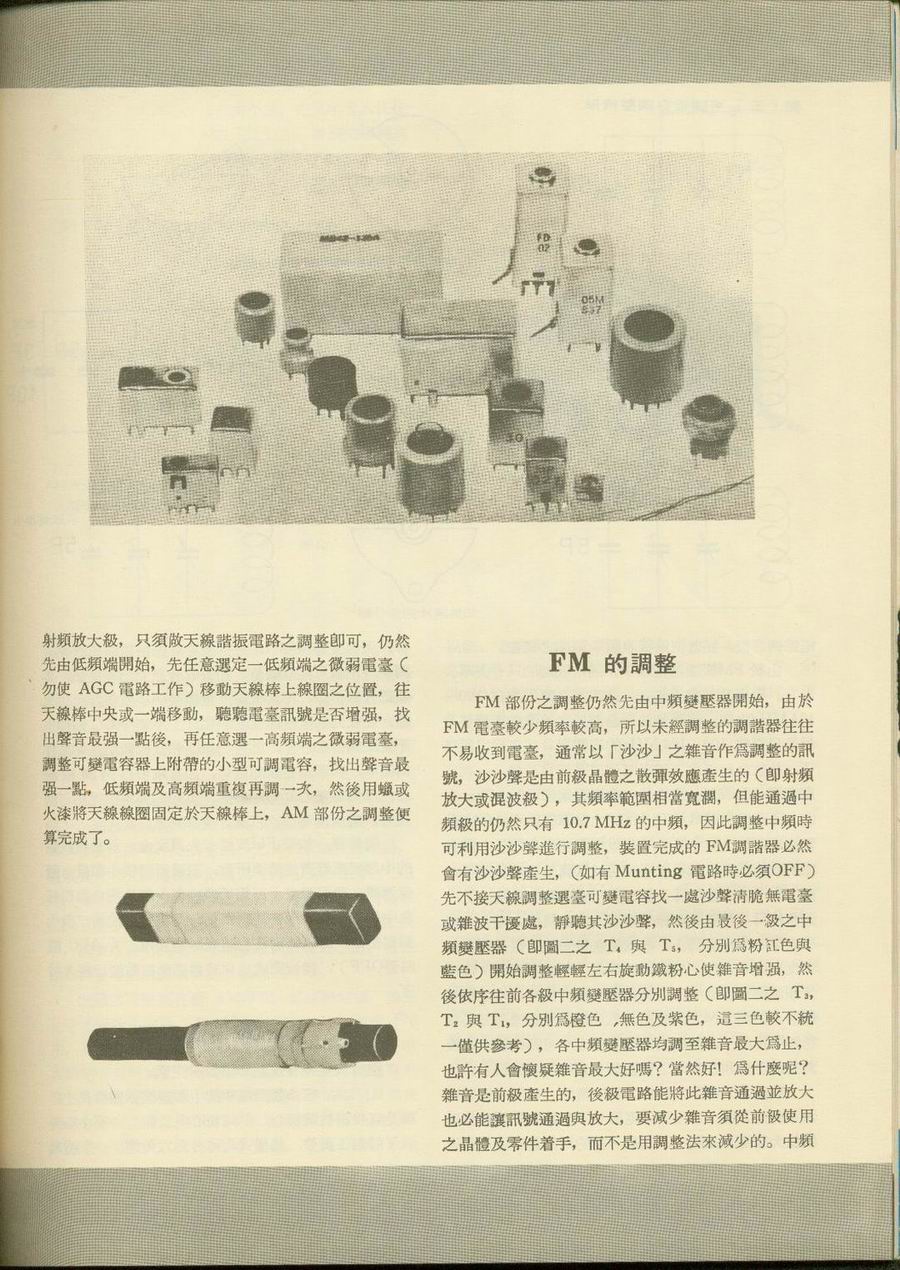 FD
02
05M
857
30
射頻放大級，只須做天線諧振電路之調整卽可，仍然
先由低頻端開始，先任意選定一低頻端之微弱電臺（
勿使 AGC 電路工作）移動天線棒上線圈之位置，往
天線棒中央或一端移動，聽聽電臺訊號是否增强，找
出聲音最强一點後，再任意選一高頻端之微弱電臺，
調整可變電容器上附帶的小型可調電容，找出聲音最
强一點，低頻端及高頻端重復再調一次，然後用蠟或
火漆將天線線圈固定於天線棒上，AM 部份之調整便
算完成了。
FM 的調整
FM 部份之調整仍然先由中頻變壓器開始，由於
FM 電臺較少頻率較高，所以未經調整的調諧器往往
不易收到電臺，通常以「沙沙」之雜音作爲調整的訊
號，沙沙聲是由前級晶體之散彈效應產生的（卽射頻
放大或混波級），其頻率範圍相當寬濶，但能通過中
頻級的仍然只有 10.7 MHz 的中頻，因此調整中頻時
可利用沙沙聲進行調整，裝置完成的 FM調諧器必然
會有沙沙聲產生，（如有 Munting 電路時必須OFF）
先不接天線調整選臺可變電容找一處沙聲淸脆無電臺
或雜波干擾處，靜聽其沙沙聲，然後由最後一級之中
頻變壓器（卽圖二之 T₄ 與 T₅， 分別爲粉紅色與
藍色）開始調整輕輕左右旋動鐵粉心使雜音增强，然
後依序往前各級中頻變壓器分別調整（卽圖二之 T₃，
T₂ 與 T₁，分別爲橙色，無色及紫色，這三色較不統
一僅供參考），各中頻變壓器均調至雜音最大爲止，
也許有人會懷疑雜音最大好嗎？當然好！爲什麼呢？
雜音是前級產生的，後級電路能將此雜音通過並放大
也必能讓訊號通過與放大，要減少雜音須從前級使用
之晶體及零件着手，而不是用調整法來減少的。中頻